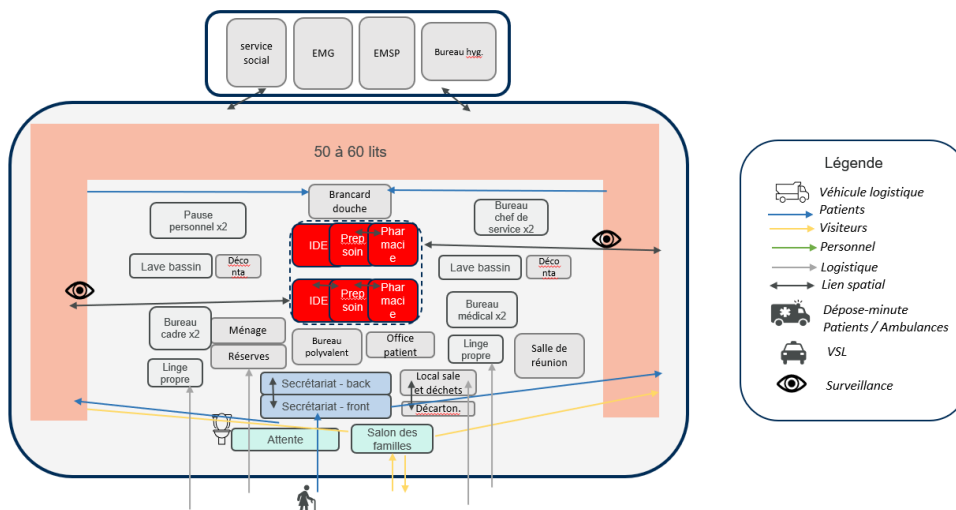 service
social
EMG
EMSP
Bureau hyg.
50 à 60 lits
Brancard
douche
Pause
personnel x2
Bureau
chef de
service x2
IDE
Prep
soin
Phar
maci
e
Lave bassin
Déco
nta
Lave bassin
Déco
nta
IDE
Prep
soin
Phar
maci
e
Bureau
cadre x2
Ménage
Réserves
Bureau
polyvalent
Office
patient
Bureau
médical x2
Linge
propre
Salle de
réunion
Linge
propre
Secrétariat - back
Secrétariat - front
Local sale
et déchets
Décarton.
Attente
Salon des
familles
Légende
Véhicule logistique
Patients
Visiteurs
Personnel
Logistique
Lien spatial
Dépose-minute
Patients / Ambulances
VSL
Surveillance